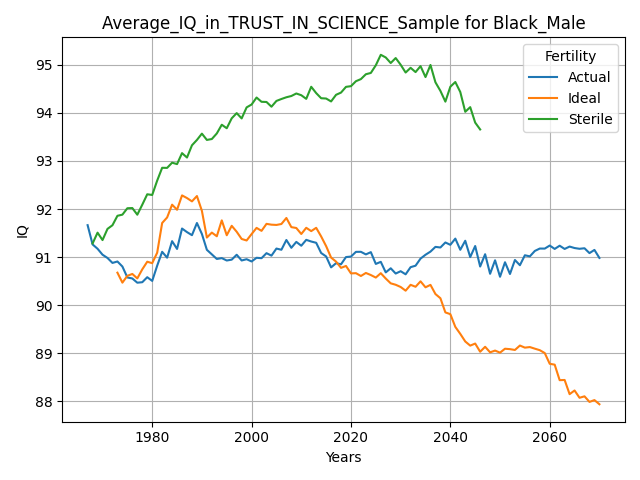 Average_IQ_in_TRUST_IN_SCIENCE_Sample for Black_Male
Fertility
Actual
Ideal
Sterile
95
94
93
92
91
90
89
88
IQ
1980
2000
2020
2040
2060
Years